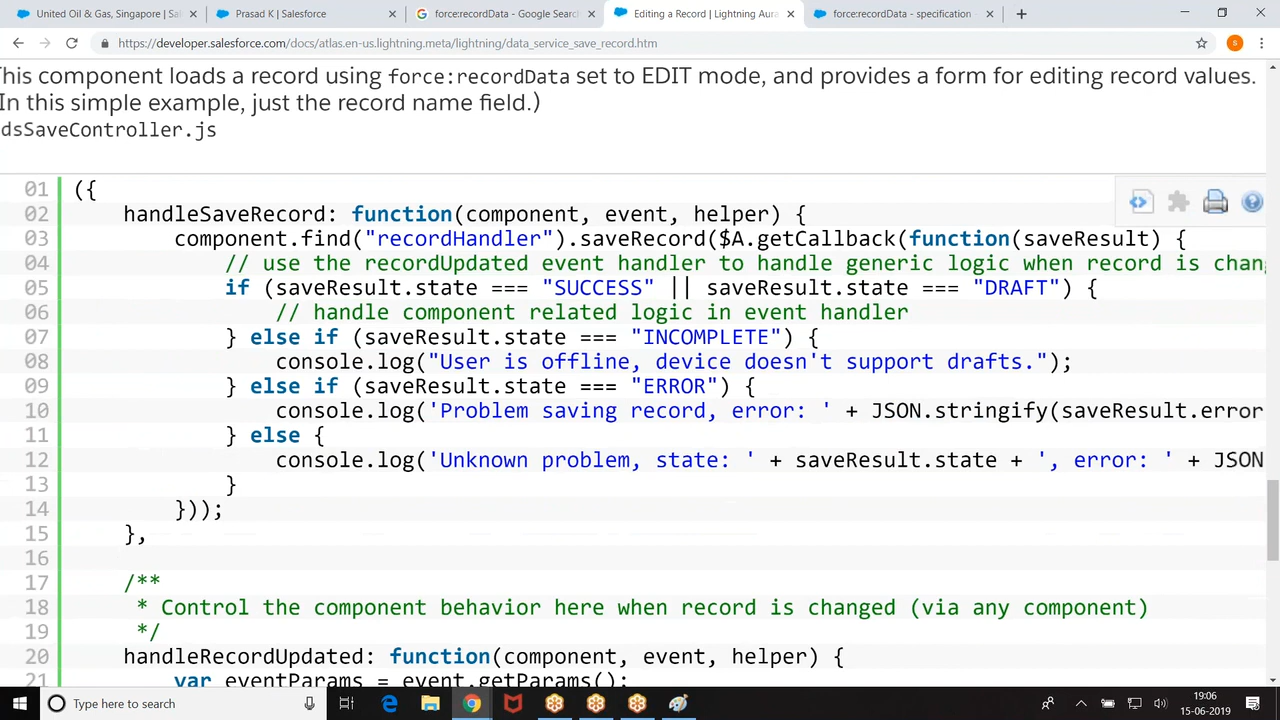 United Oil & Gas, Singapore | Sal
Prasad K | Salesforce
force:recordData - Google Search
Editing a Record | Lightning Aura
force:recordData - specification
https://developer.salesforce.com/docs/atlas.en-us.lightning.meta/lightning/data_service_save_record.htm
S
This component loads a record using force:recordData set to EDIT mode, and provides a form for editing record values.
(In this simple example, just the record name field.)
dsSaveController.js
01 ({
02 handleSaveRecord: function(component, event, helper) {
03 component.find("recordHandler").saveRecord($A.getCallback(function(saveResult) {
04 // use the recordUpdated event handler to handle generic logic when record is chan
05 if (saveResult.state === "SUCCESS" || saveResult.state === "DRAFT") {
06 // handle component related logic in event handler
07 } else if (saveResult.state === "INCOMPLETE") {
08 console.log("User is offline, device doesn't support drafts.");
09 } else if (saveResult.state === "ERROR") {
10 console.log('Problem saving record, error: ' + JSON.stringify(saveResult.error
11 } else {
12 console.log('Unknown problem, state: ' + saveResult.state + ', error: ' + JSON
13 }
14 }));
15 },
16
17 /**
18 * Control the component behavior here when record is changed (via any component)
19 */
20 handleRecordUpdated: function(component, event, helper) {
21 var eventParams = event.getParams();
Type here to search
19:06
15-06-2019